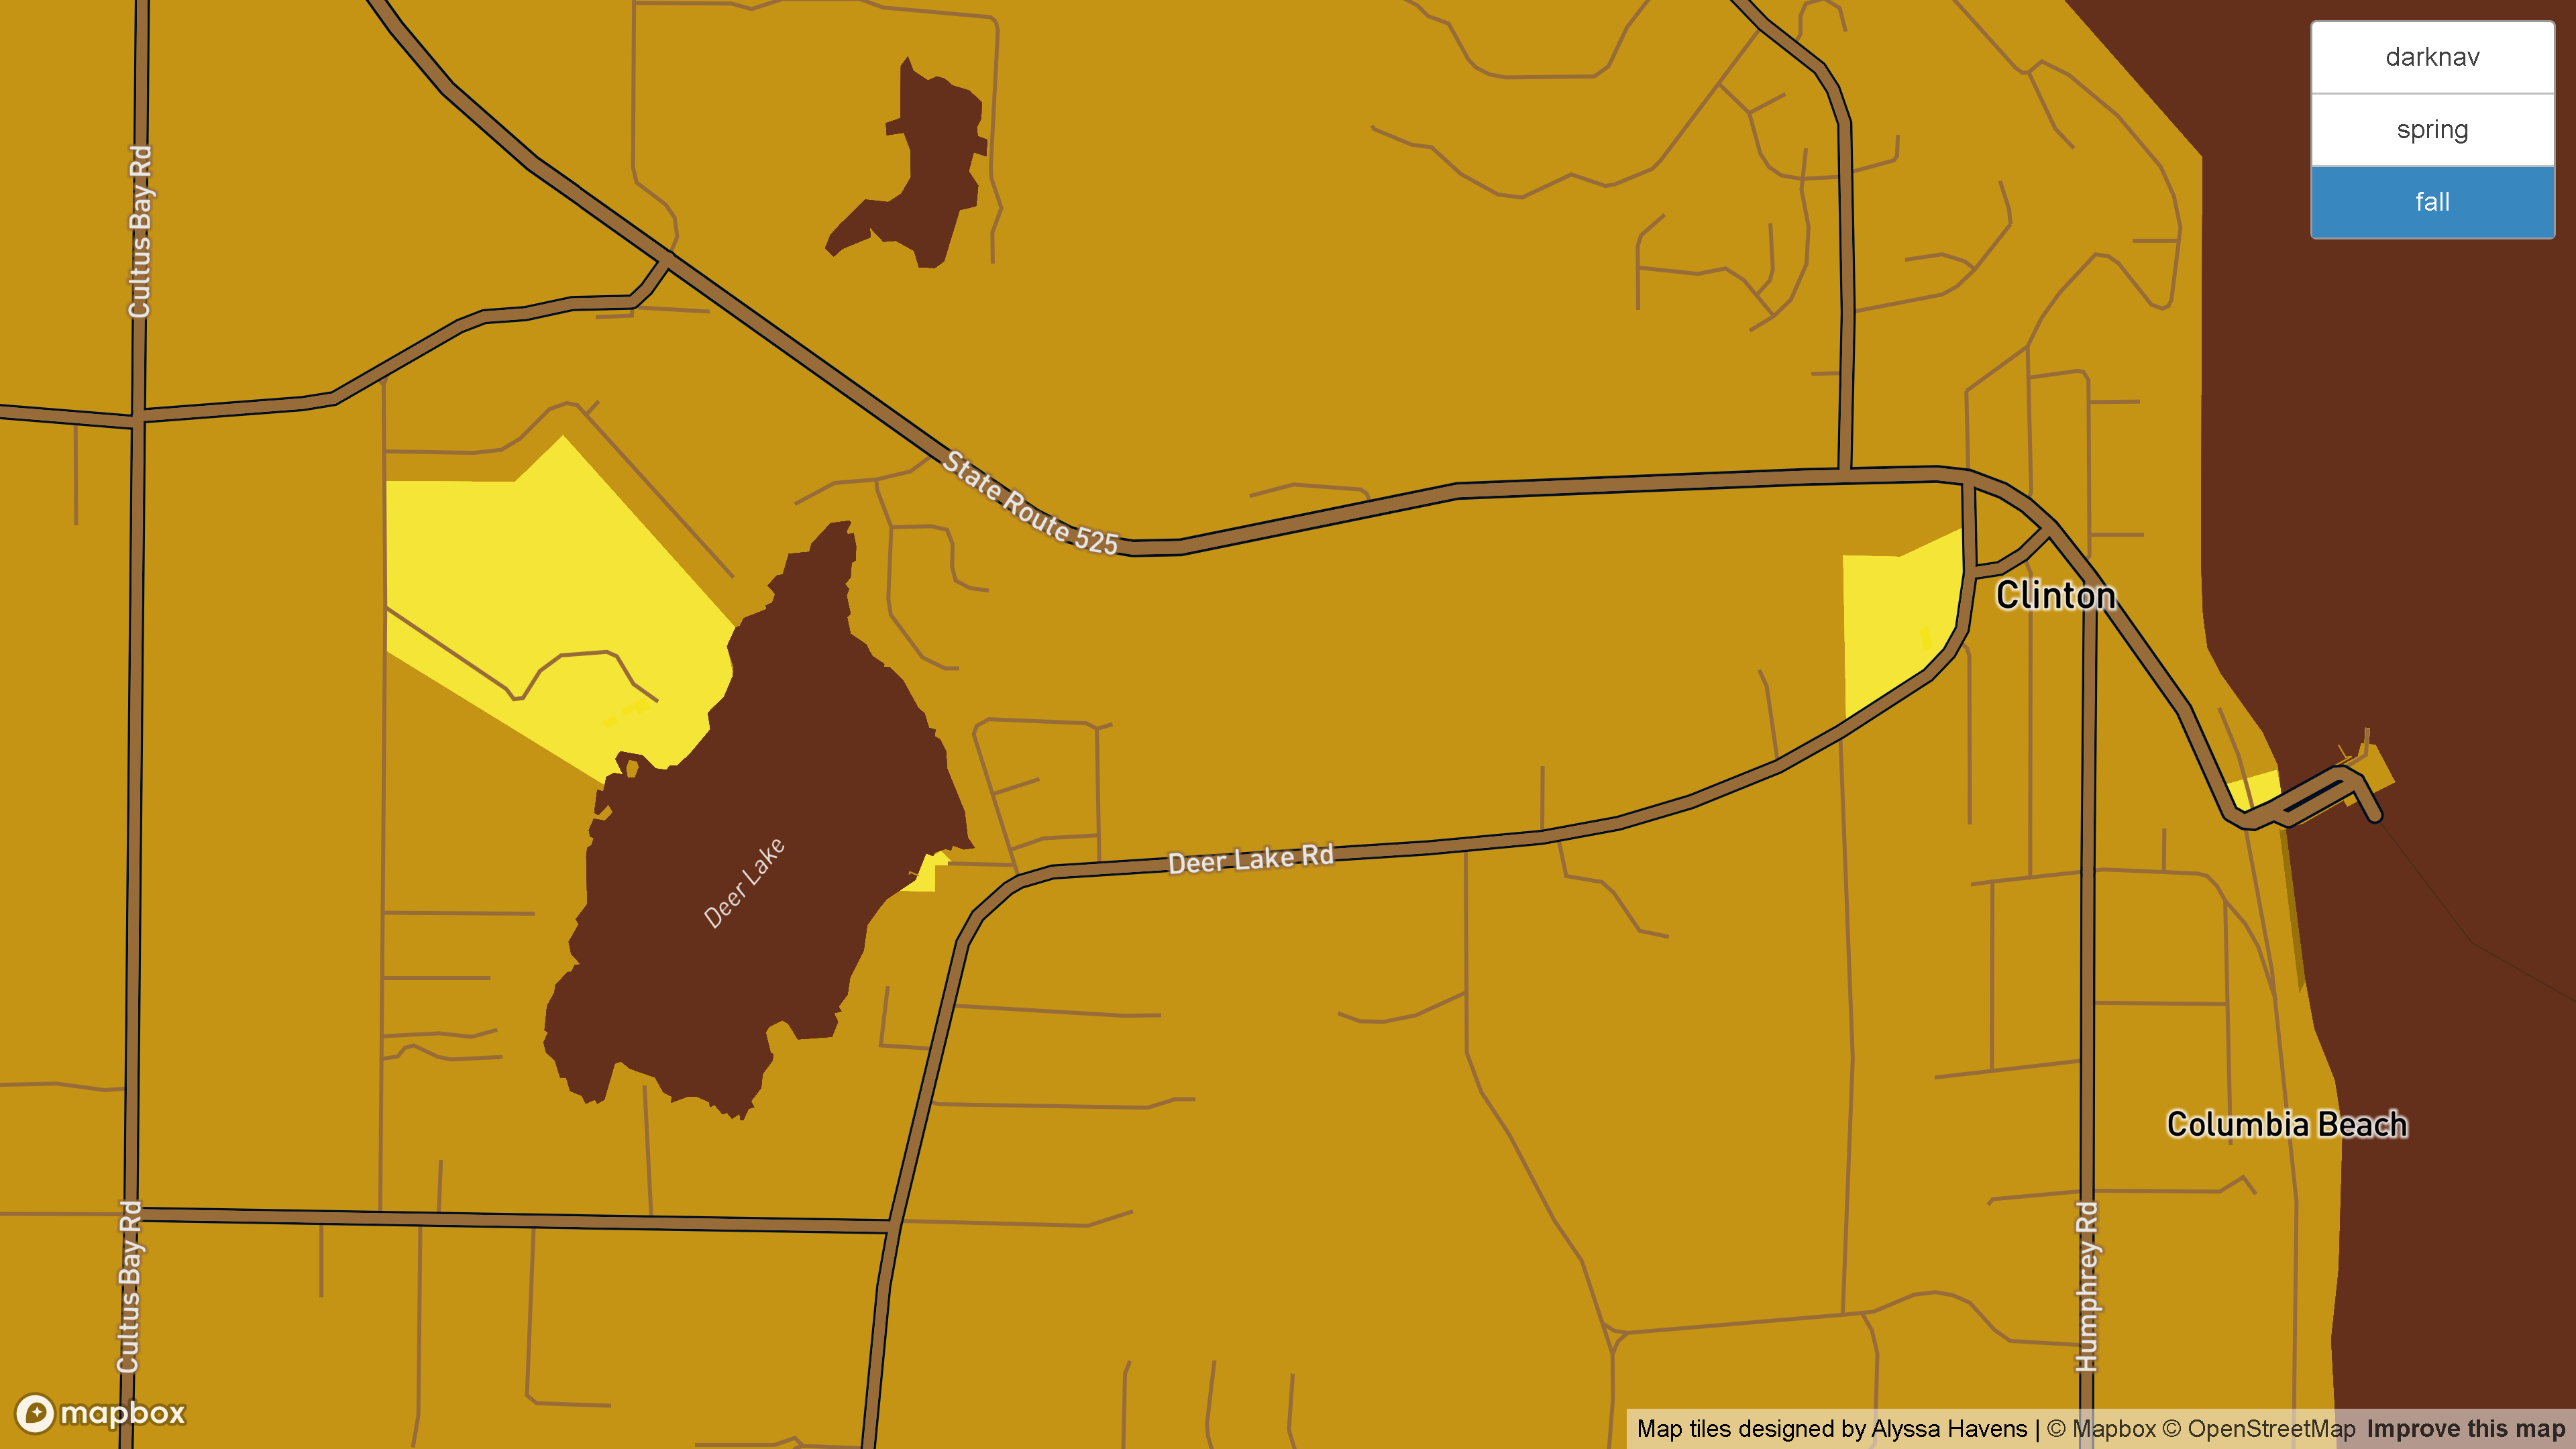 darknav
spring
fall
Cultus Bay Rd
State Route 525
Clinton
Deer Lake
Deer Lake Rd
Columbia Beach
Cultus Bay Rd
Humphrey Rd
mapbox
Map tiles designed by Alyssa Havens | © Mapbox © OpenStreetMap Improve this map